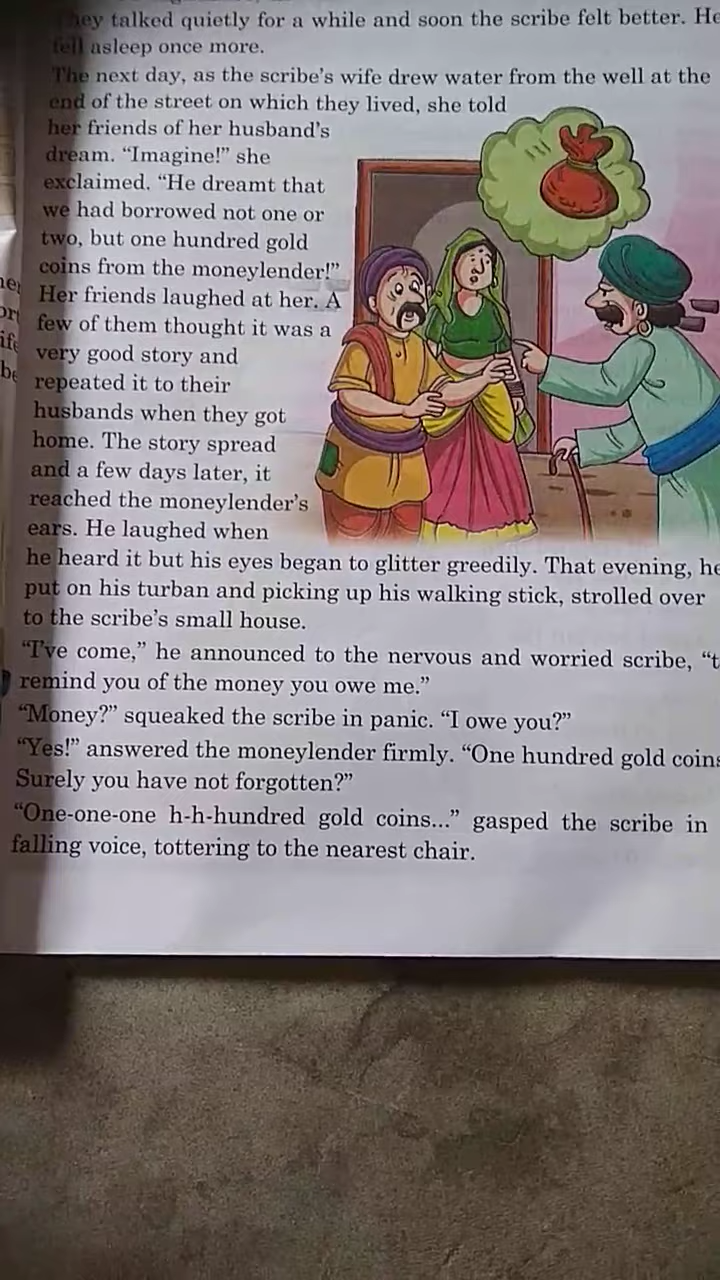 They talked quietly for a while and soon the scribe felt better. He
fell asleep once more.
The next day, as the scribe’s wife drew water from the well at the
end of the street on which they lived, she told
her friends of her husband’s
dream. “Imagine!” she
exclaimed. “He dreamt that
we had borrowed not one or
two, but one hundred gold
coins from the moneylender!”
Her friends laughed at her. A
few of them thought it was a
very good story and
repeated it to their
husbands when they got
home. The story spread
and a few days later, it
reached the moneylender’s
ears. He laughed when
he heard it but his eyes began to glitter greedily. That evening, he
put on his turban and picking up his walking stick, strolled over
to the scribe’s small house.
“I’ve come,” he announced to the nervous and worried scribe, “t
remind you of the money you owe me.”
“Money?” squeaked the scribe in panic. “I owe you?”
“Yes!” answered the moneylender firmly. “One hundred gold coins
Surely you have not forgotten?”
“One-one-one h-h-hundred gold coins...” gasped the scribe in
falling voice, tottering to the nearest chair.